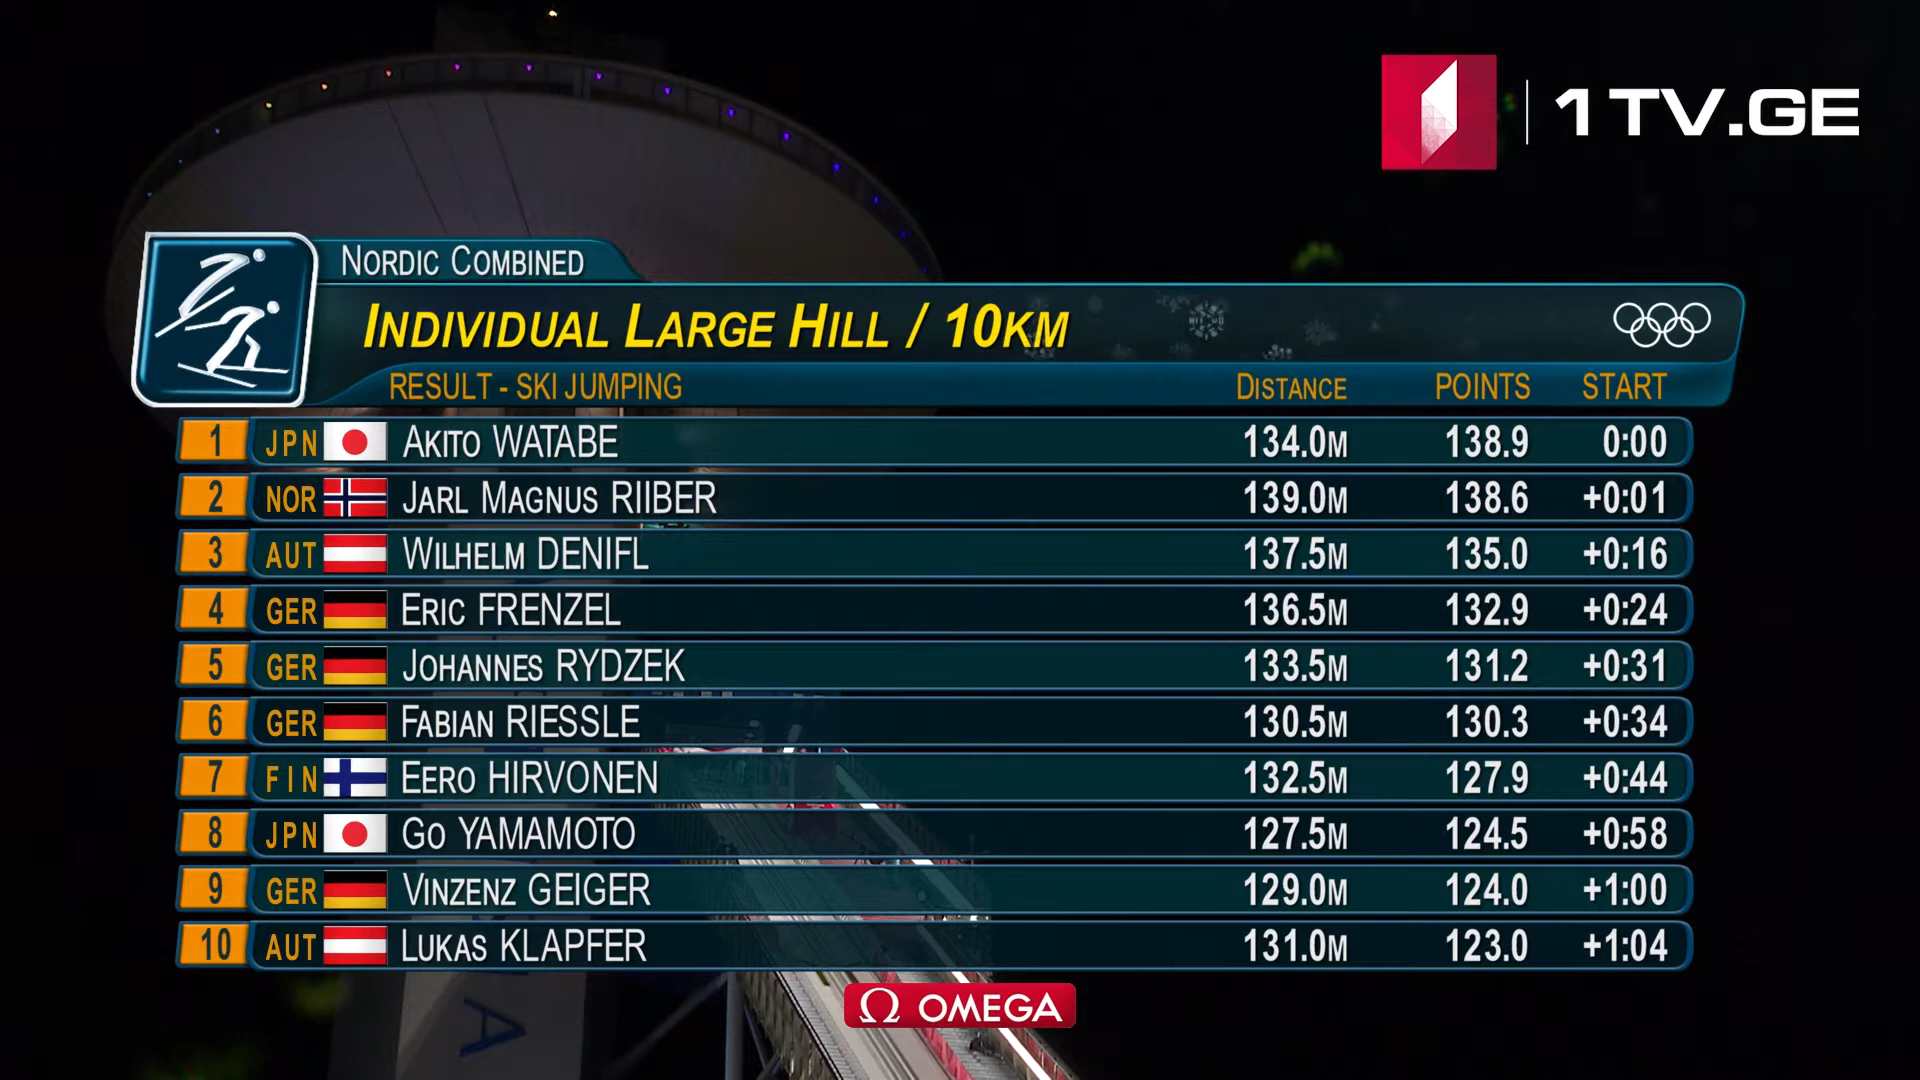 1TV.GE
NORDIC COMBINED
INDIVIDUAL LARGE HILL / 10KM
RESULT - SKI JUMPING DISTANCE POINTS START
1 JPN AKITO WATABE 134.0M 138.9 0:00
2 NOR JARL MAGNUS RIIBER 139.0M 138.6 +0:01
3 AUT WILHELM DENIFL 137.5M 135.0 +0:16
4 GER ERIC FRENZEL 136.5M 132.9 +0:24
5 GER JOHANNES RYDZEK 133.5M 131.2 +0:31
6 GER FABIAN RIESSLE 130.5M 130.3 +0:34
7 FIN EERO HIRVONEN 132.5M 127.9 +0:44
8 JPN GO YAMAMOTO 127.5M 124.5 +0:58
9 GER VINZENZ GEIGER 129.0M 124.0 +1:00
10 AUT LUKAS KLAPFER 131.0M 123.0 +1:04
Ω OMEGA